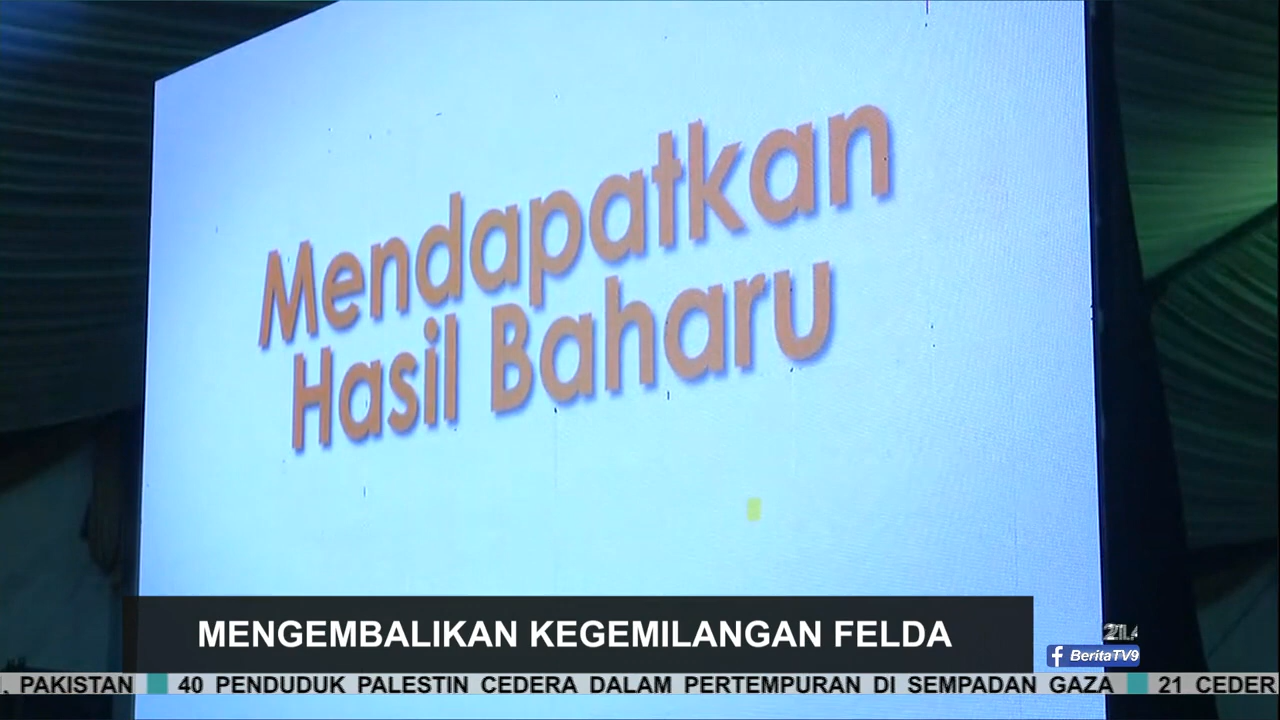 Mendapatkan
Hasil Baharu
MENGEMBALIKAN KEGEMILANGAN FELDA
BeritaTV9
, PAKISTAN 40 PENDUDUK PALESTIN CEDERA DALAM PERTEMPURAN DI SEMPADAN GAZA 21 CEDER